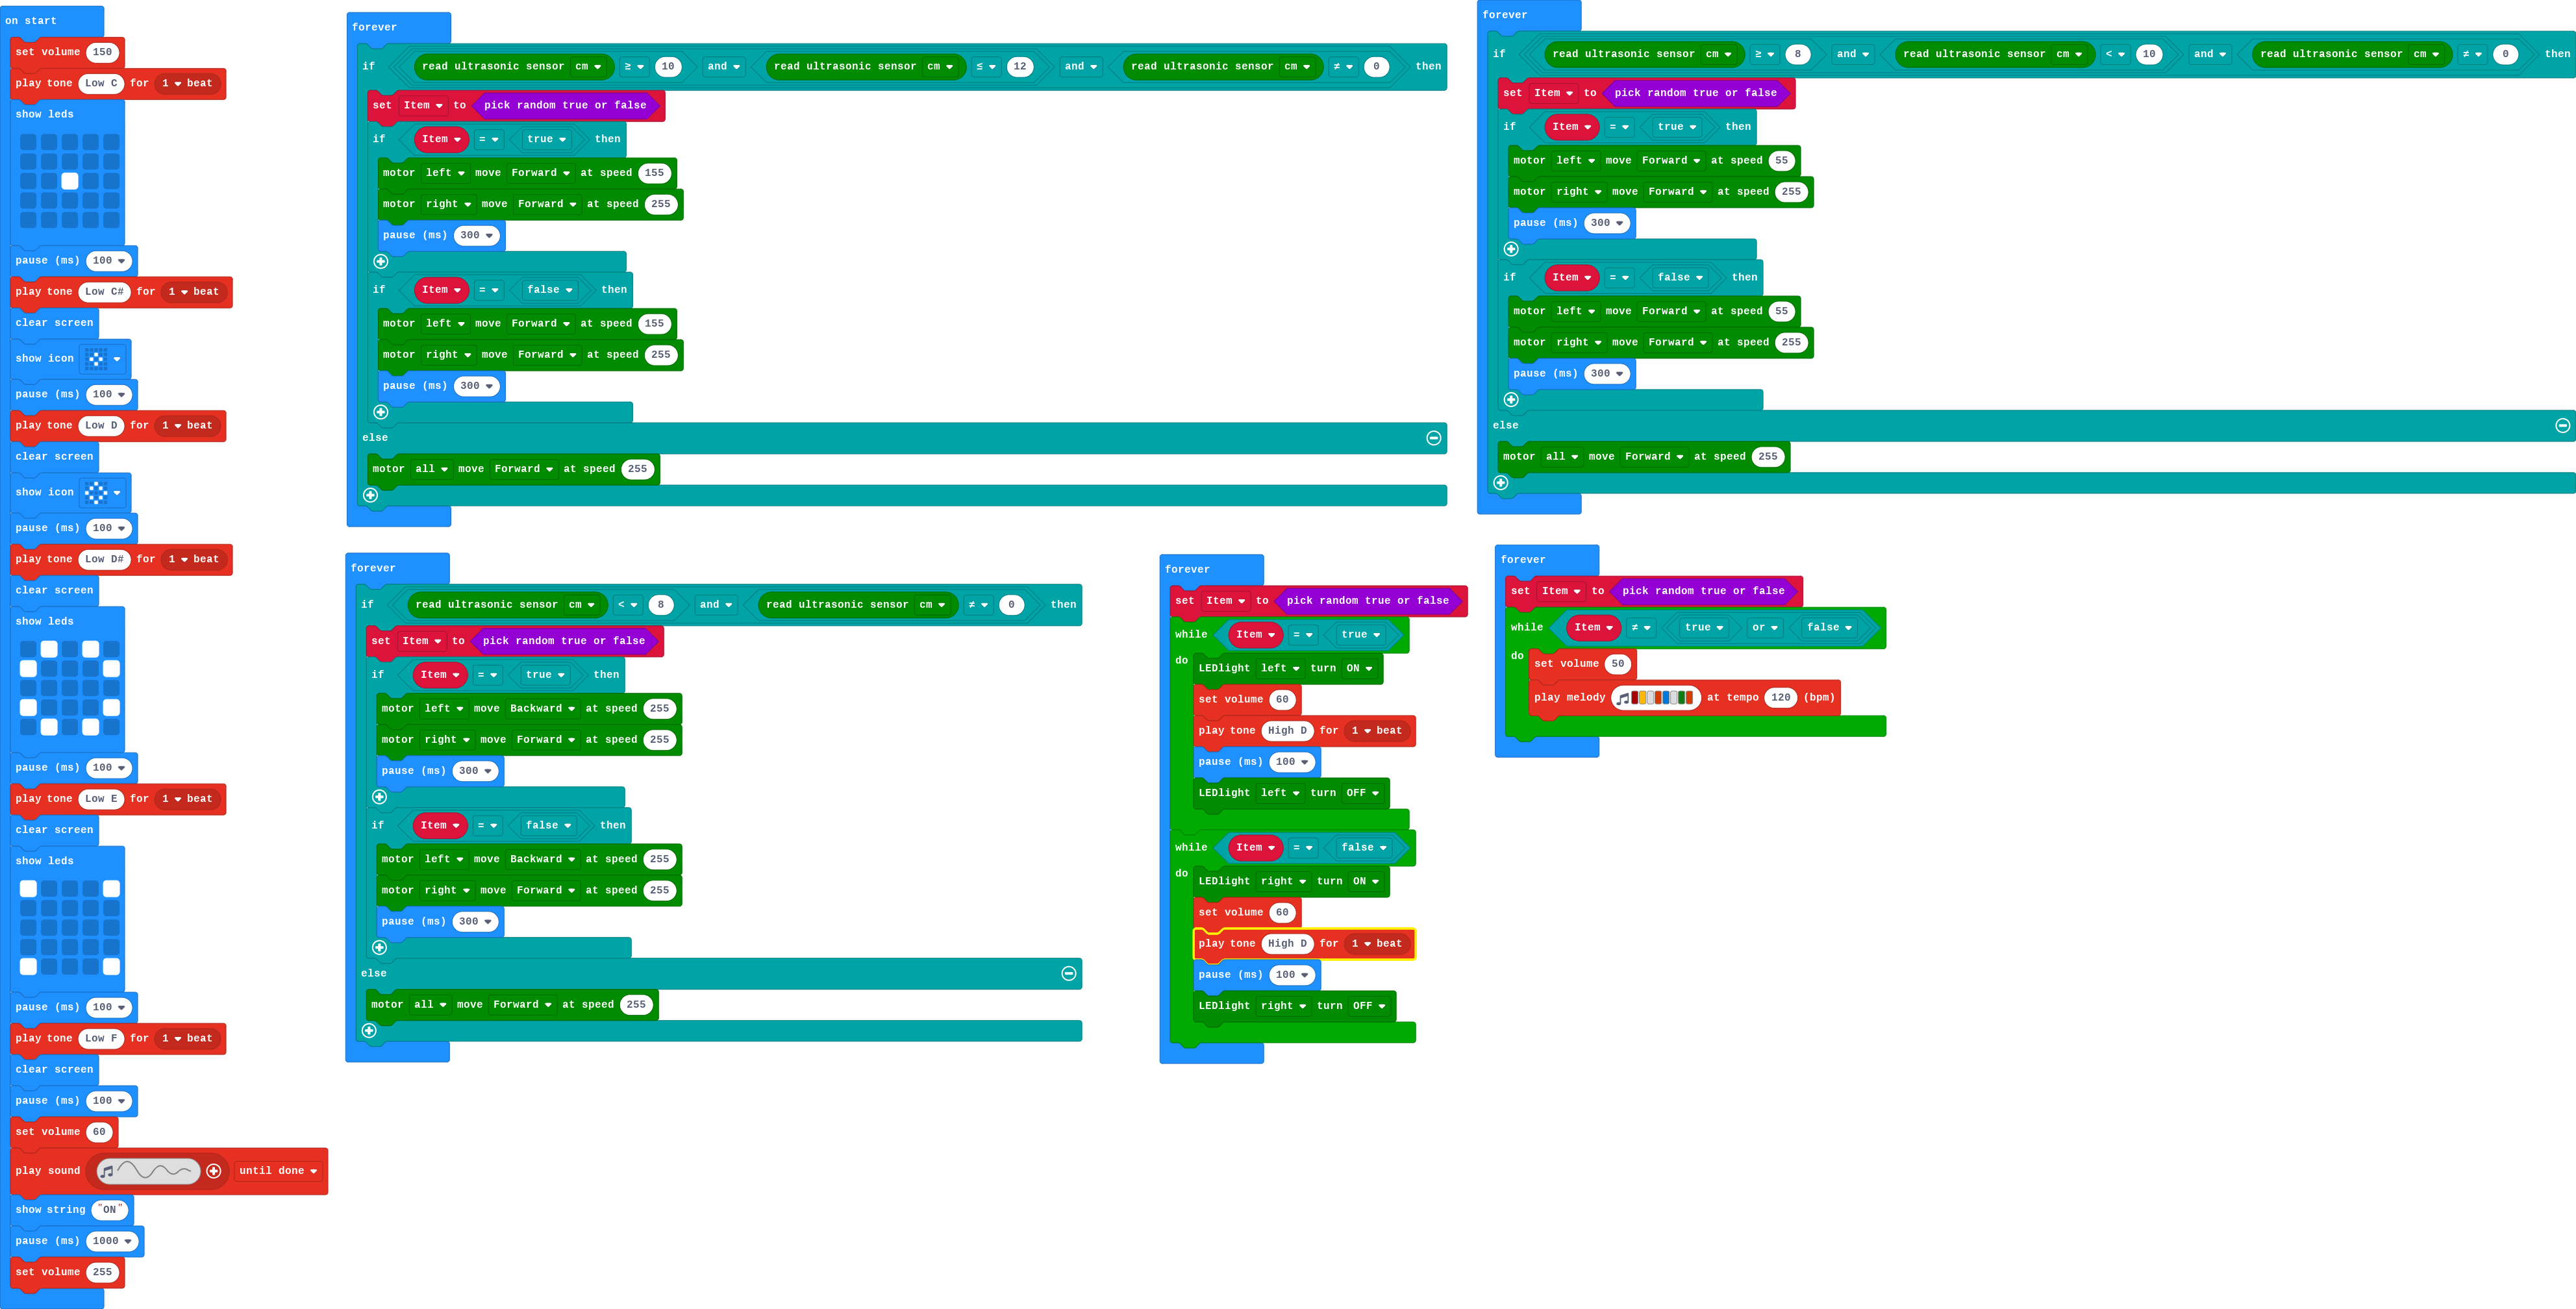 on start
set volume 150
play tone Low C for 1 beat
show leds
pause (ms) 100
play tone Low C# for 1 beat
clear screen
show icon
pause (ms) 100
play tone Low D for 1 beat
clear screen
show icon
pause (ms) 100
play tone Low D# for 1 beat
clear screen
show leds
pause (ms) 100
play tone Low E for 1 beat
clear screen
show leds
pause (ms) 100
play tone Low F for 1 beat
clear screen
pause (ms) 100
set volume 60
play sound until done
show string "ON"
pause (ms) 1000
set volume 255
forever
if read ultrasonic sensor cm ≥ 10 and read ultrasonic sensor cm ≤ 12 and read ultrasonic sensor cm ≠ 0 then
set Item to pick random true or false
if Item = true then
motor left move Forward at speed 155
motor right move Forward at speed 255
pause (ms) 300
if Item = false then
motor left move Forward at speed 155
motor right move Forward at speed 255
pause (ms) 300
else
motor all move Forward at speed 255
forever
if read ultrasonic sensor cm ≥ 8 and read ultrasonic sensor cm < 10 and read ultrasonic sensor cm ≠ 0 then
set Item to pick random true or false
if Item = true then
motor left move Forward at speed 55
motor right move Forward at speed 255
pause (ms) 300
if Item = false then
motor left move Forward at speed 55
motor right move Forward at speed 255
pause (ms) 300
else
motor all move Forward at speed 255
forever
if read ultrasonic sensor cm < 8 and read ultrasonic sensor cm ≠ 0 then
set Item to pick random true or false
if Item = true then
motor left move Backward at speed 255
motor right move Forward at speed 255
pause (ms) 300
if Item = false then
motor left move Backward at speed 255
motor right move Forward at speed 255
pause (ms) 300
else
motor all move Forward at speed 255
forever
set Item to pick random true or false
while Item = true
do
LEDlight left turn ON
set volume 60
play tone High D for 1 beat
pause (ms) 100
LEDlight left turn OFF
while Item = false
do
LEDlight right turn ON
set volume 60
play tone High D for 1 beat
pause (ms) 100
LEDlight right turn OFF
forever
set Item to pick random true or false
while Item ≠ true or false
do
set volume 50
play melody at tempo 120 (bpm)